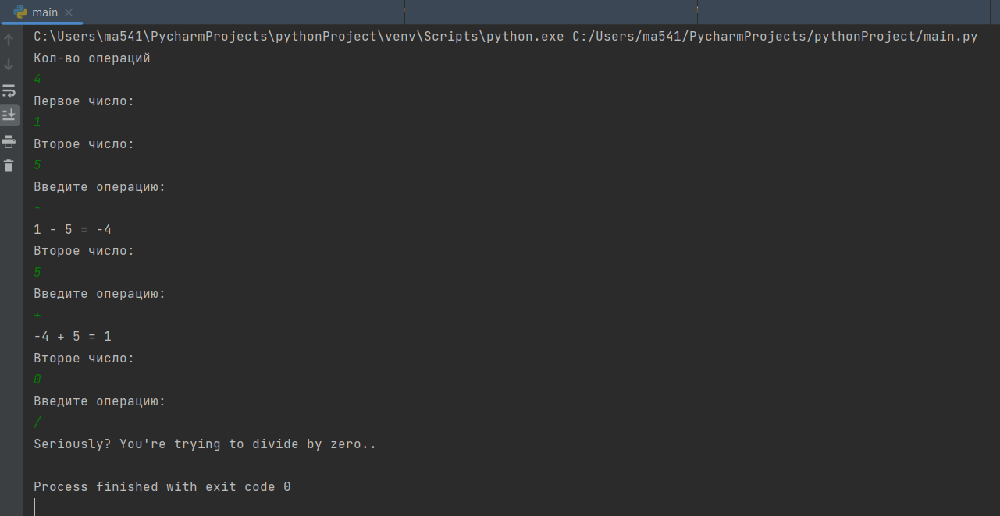 main
C:\Users\ma541\PycharmProjects\pythonProject\venv\Scripts\python.exe C:/Users/ma541/PycharmProjects/pythonProject/main.py
Кол-во операций
4
Первое число:
1
Второе число:
5
Введите операцию:
-
1 - 5 = -4
Второе число:
5
Введите операцию:
+
-4 + 5 = 1
Второе число:
0
Введите операцию:
/
Seriously? You're trying to divide by zero..
Process finished with exit code 0